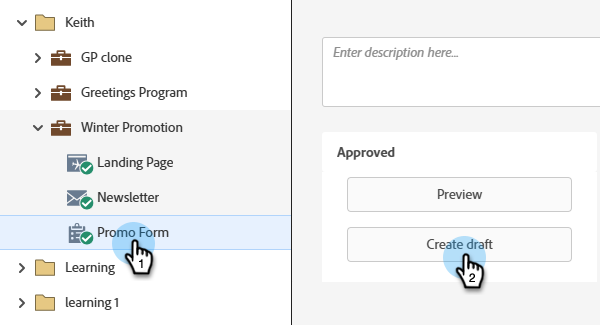 Keith
GP clone
Greetings Program
Winter Promotion
Landing Page
Newsletter
Promo Form
1
Learning
learning 1
Enter description here...
Approved
Preview
Create draft
2